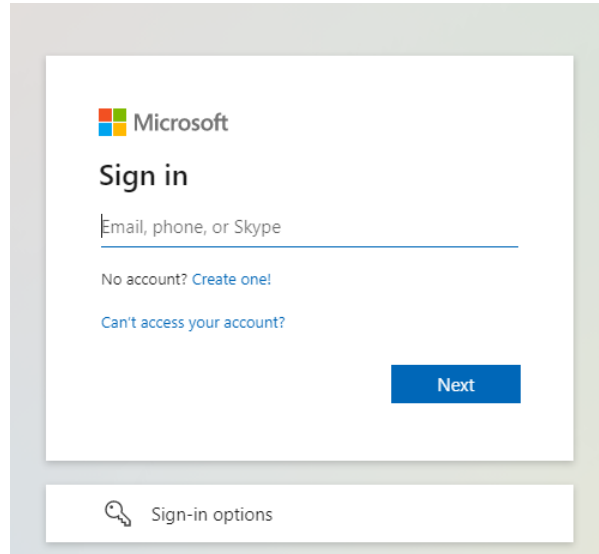 Microsoft
Sign in
Email, phone, or Skype
No account? Create one!
Can't access your account?
Next
Sign-in options